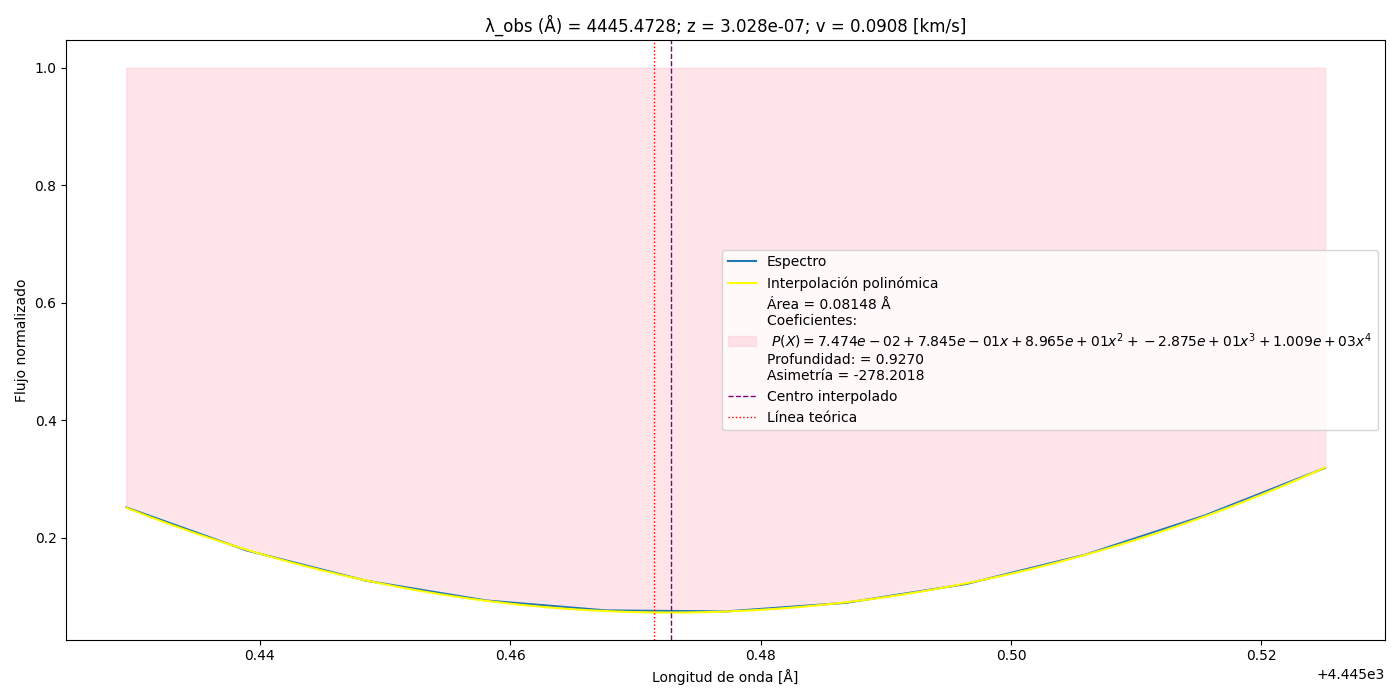 λ_obs (Å) = 4445.4728; z = 3.028e-07; v = 0.0908 [km/s]
Flujo normalizado
1.0
0.8
0.6
0.4
0.2
Espectro
Interpolación polinómica
Área = 0.08148 Å
Coeficientes:
P(X) = 7.474e − 02 + 7.845e − 01x + 8.965e + 01x² + −2.875e + 01x³ + 1.009e + 03x⁴
Profundidad: = 0.9270
Asimetría = -278.2018
Centro interpolado
Línea teórica
0.44 0.46 0.48 0.50 0.52
+4.445e3
Longitud de onda [Å]